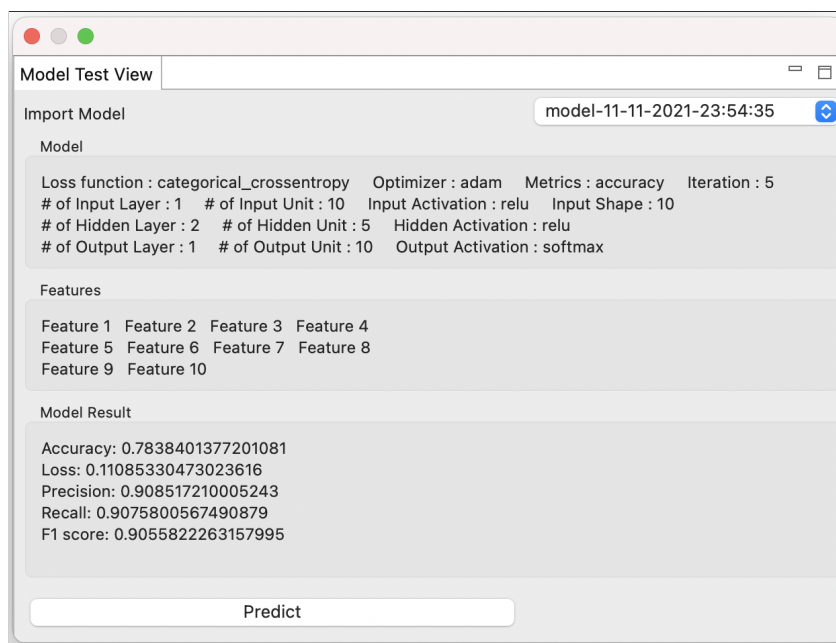 Model Test View
Import Model model-11-11-2021-23:54:35
Model
Loss function : categorical_crossentropy Optimizer : adam Metrics : accuracy Iteration : 5
# of Input Layer : 1 # of Input Unit : 10 Input Activation : relu Input Shape : 10
# of Hidden Layer : 2 # of Hidden Unit : 5 Hidden Activation : relu
# of Output Layer : 1 # of Output Unit : 10 Output Activation : softmax
Features
Feature 1 Feature 2 Feature 3 Feature 4
Feature 5 Feature 6 Feature 7 Feature 8
Feature 9 Feature 10
Model Result
Accuracy: 0.7838401377201081
Loss: 0.11085330473023616
Precision: 0.908517210005243
Recall: 0.9075800567490879
F1 score: 0.9055822263157995
Predict